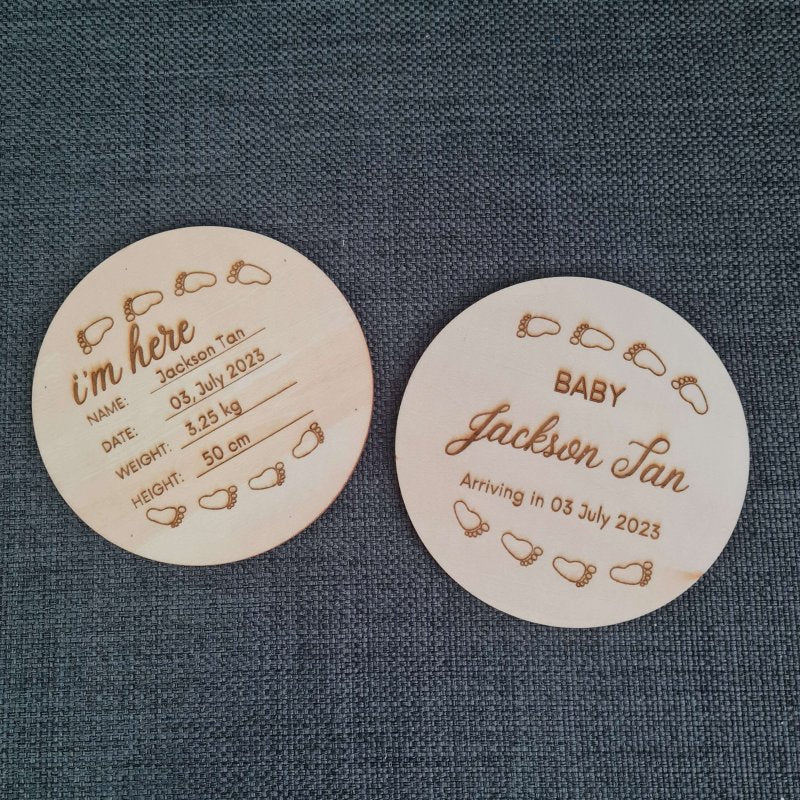 i'm here
NAME: Jackson Tan
DATE: 03, July 2023
WEIGHT: 3.25 kg
HEIGHT: 50 cm
BABY
Jackson Tan
Arriving in 03 July 2023